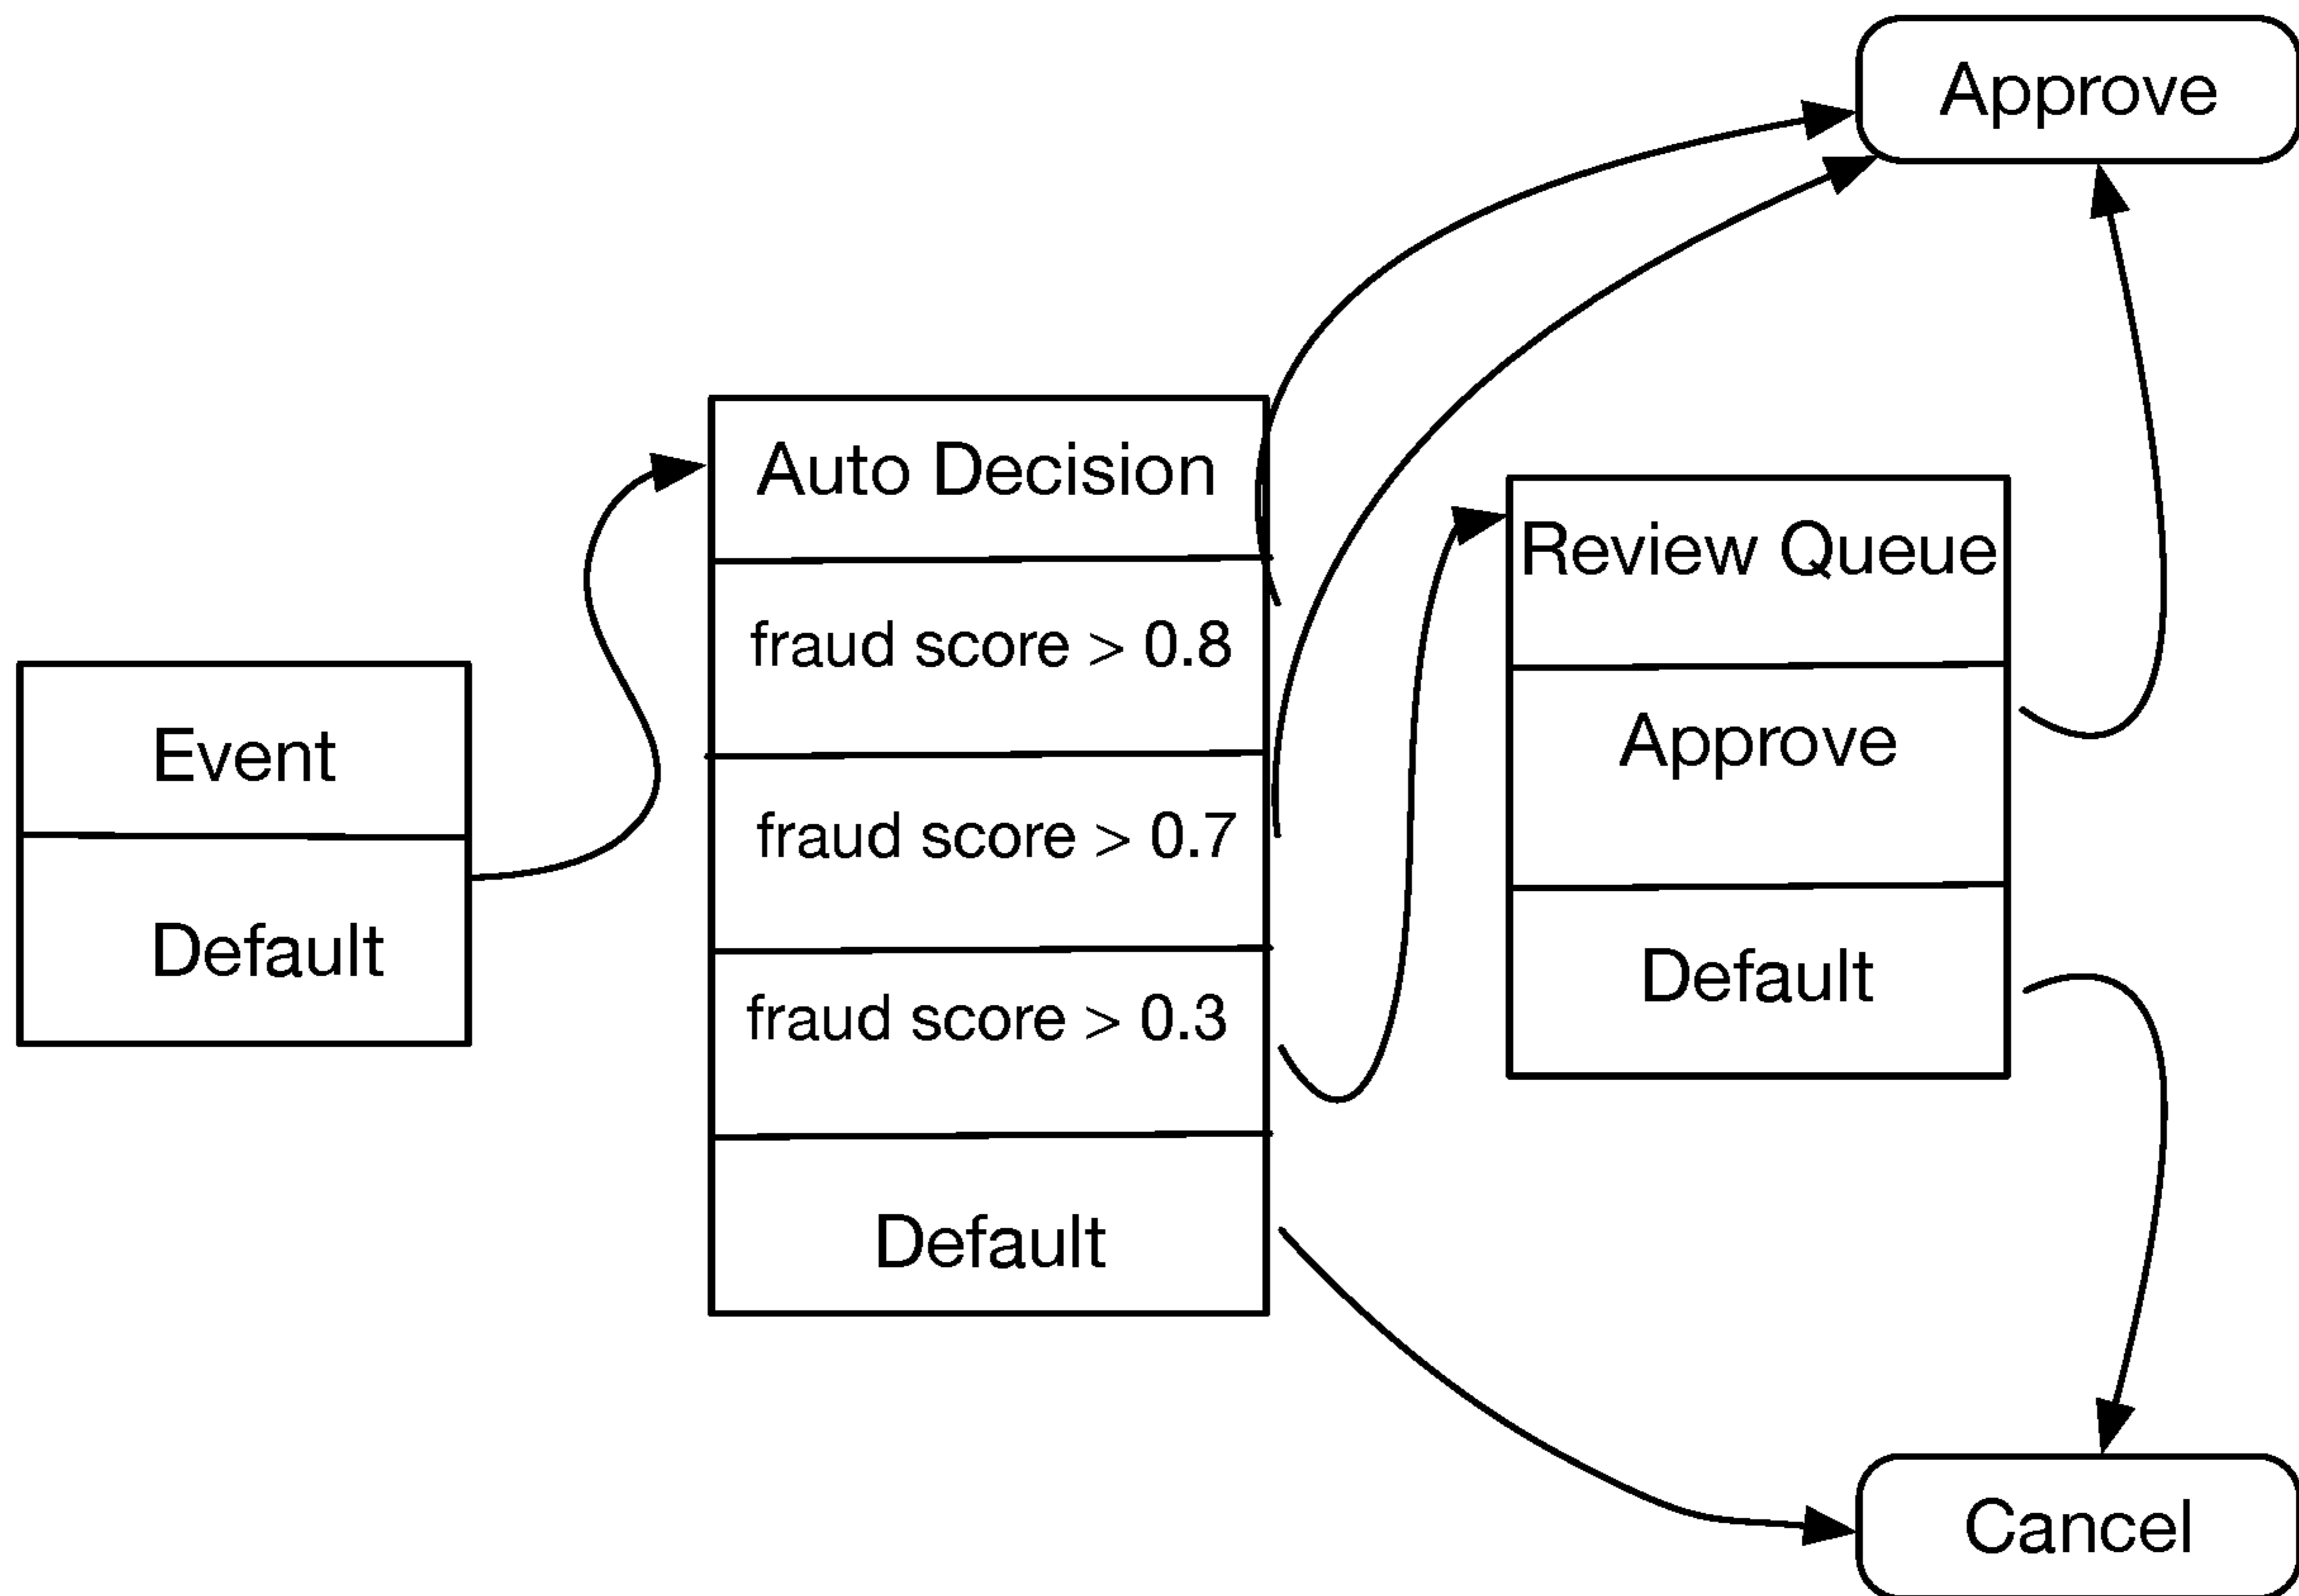 Approve
Auto Decision
fraud score > 0.8
fraud score > 0.7
fraud score > 0.3
Default
Event
Default
Review Queue
Approve
Default
Cancel